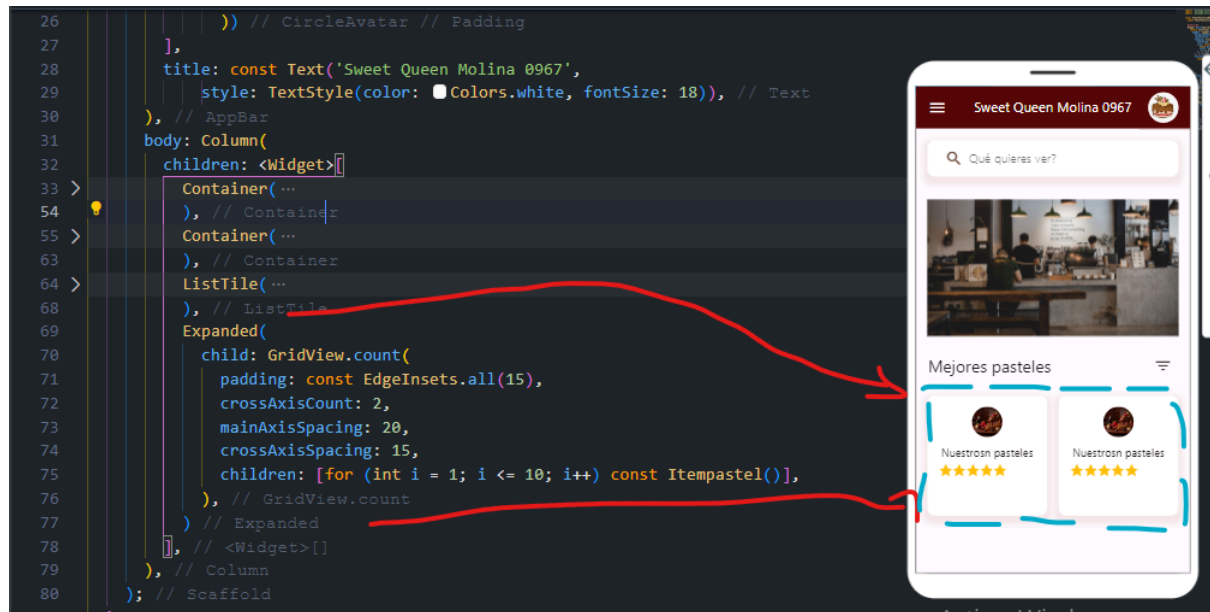 26 )) // CircleAvatar // Padding
27 ],
28 title: const Text('Sweet Queen Molina 0967',
29 style: TextStyle(color: Colors.white, fontSize: 18)), // Text
30 ), // AppBar
31 body: Column(
32 children: <Widget>[
33 Container( ...
54 ), // Container
55 Container( ...
63 ), // Container
64 ListTile( ...
68 ), // ListTile
69 Expanded(
70 child: GridView.count(
71 padding: const EdgeInsets.all(15),
72 crossAxisCount: 2,
73 mainAxisSpacing: 20,
74 crossAxisSpacing: 15,
75 children: [for (int i = 1; i <= 10; i++) const Itempastel()],
76 ), // GridView.count
77 ) // Expanded
78 ], // <Widget>[]
79 ), // Column
80 ); // Scaffold
Sweet Queen Molina 0967
Qué quieres ver?
Mejores pasteles
Nuestrosn pasteles
Nuestrosn pasteles